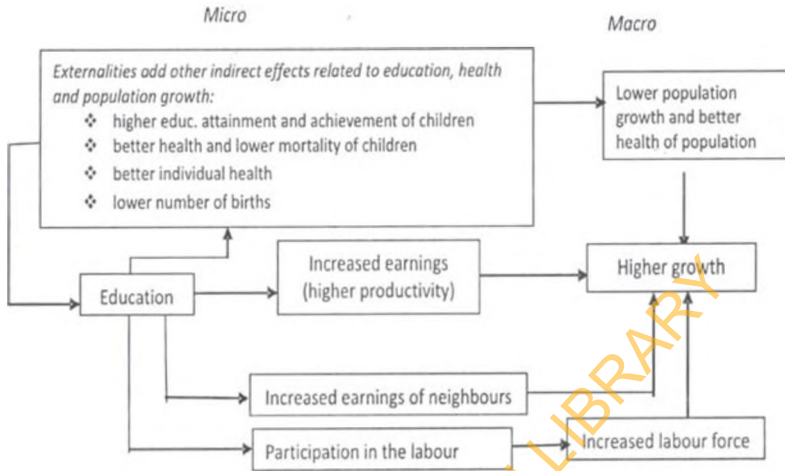 Micro
Macro
Externalities add other indirect effects related to education, health
and population growth:
❖ higher educ. attainment and achievement of children
❖ better health and lower mortality of children
❖ better individual health
❖ lower number of births
Lower population
growth and better
health of population
Education
Increased earnings
(higher productivity)
Higher growth
Increased earnings of neighbours
Participation in the labour
Increased labour force
LIBRARY